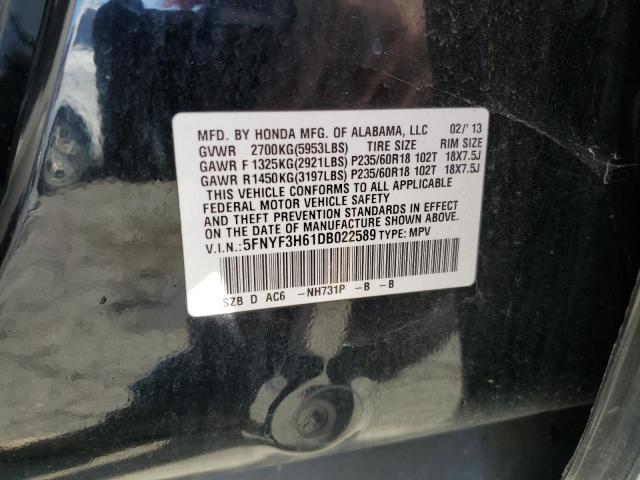 MFD. BY HONDA MFG. OF ALABAMA, LLC 02/'13
GVWR 2700KG(5953LBS) TIRE SIZE RIM SIZE
GAWR F 1325KG(2921LBS) P235/60R18 102T 18X7.5J
GAWR R1450KG(3197LBS) P235/60R18 102T 18X7.5J
THIS VEHICLE CONFORMS TO ALL APPLICABLE
FEDERAL MOTOR VEHICLE SAFETY
AND THEFT PREVENTION STANDARDS IN EFFECT
ON THE DATE OF MANUFACTURE SHOWN ABOVE.
V.I.N.: 5FNYF3H61DB022589 TYPE: MPV
SZB D AC6 -NH731P -B -B